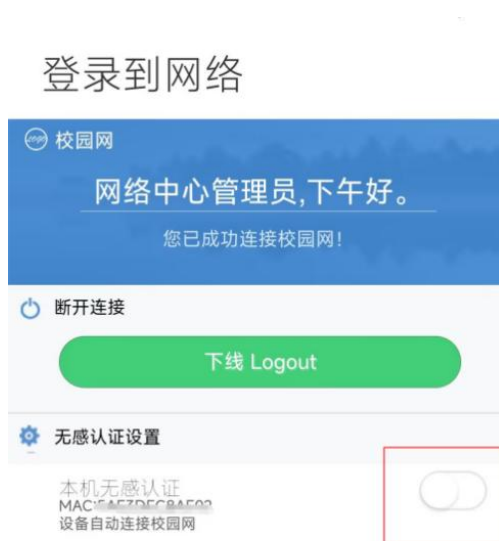 登录到网络
校园网
网络中心管理员,下午好。
您已成功连接校园网!
断开连接
下线 Logout
无感认证设置
本机无感认证
MAC:
设备自动连接校园网